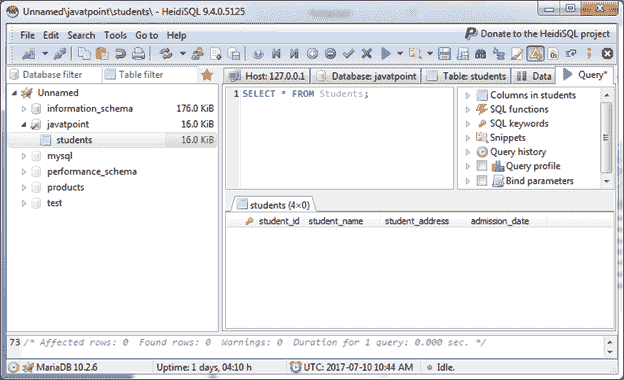 Unnamed\javatpoint\students\ - HeidiSQL 9.4.0.5125
File Edit Search Tools Go to Help
Donate to the HeidiSQL project
Database filter Table filter
Host: 127.0.0.1 Database: javatpoint Table: students Data Query*
Unnamed
information_schema 176.0 KiB
javatpoint 16.0 KiB
students 16.0 KiB
mysql
performance_schema
products
test
1 SELECT * FROM Students;
Columns in students
SQL functions
SQL keywords
Snippets
Query history
Query profile
Bind parameters
students (4×0)
student_id student_name student_address admission_date
73 /* Affected rows: 0 Found rows: 0 Warnings: 0 Duration for 1 query: 0.000 sec. */
MariaDB 10.2.6 Uptime: 1 days, 04:10 h UTC: 2017-07-10 10:44 AM Idle.